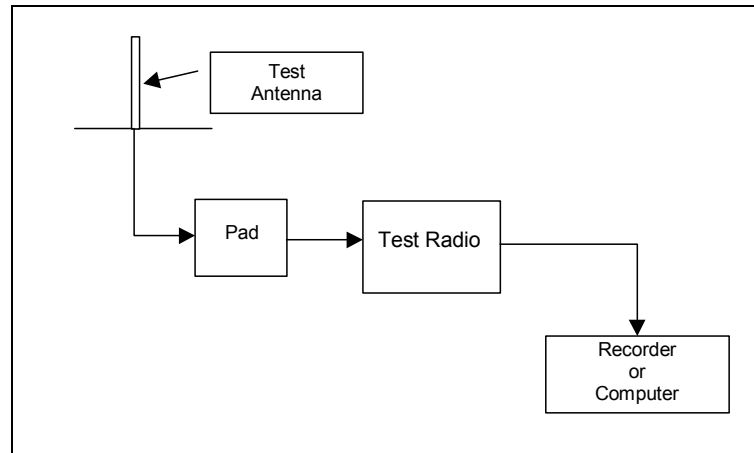 Test
Antenna
Pad
Test Radio
Recorder
or
Computer